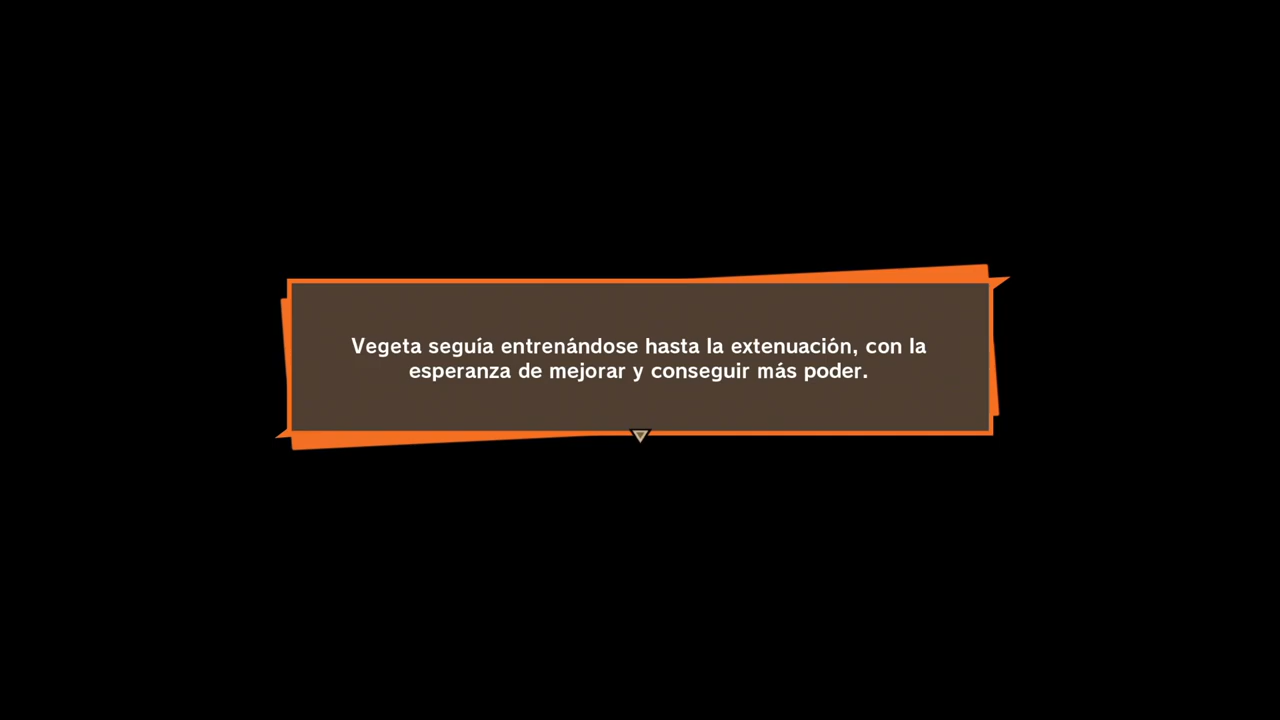 Vegeta seguía entrenándose hasta la extenuación, con la
esperanza de mejorar y conseguir más poder.